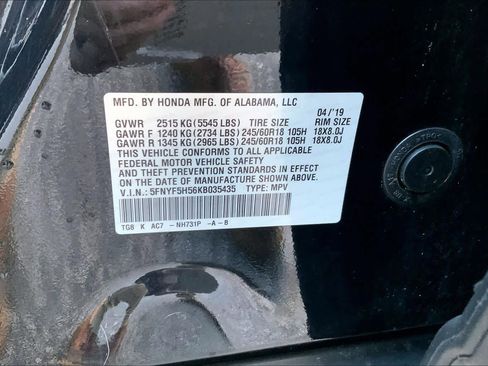 MFD. BY HONDA MFG. OF ALABAMA, LLC
04/'19
GVWR 2515 KG (5545 LBS) TIRE SIZE RIM SIZE
GAWR F 1240 KG (2734 LBS) 245/60R18 105H 18X8.0J
GAWR R 1345 KG (2965 LBS) 245/60R18 105H 18X8.0J
THIS VEHICLE CONFORMS TO ALL APPLICABLE
FEDERAL MOTOR VEHICLE SAFETY
AND THEFT PREVENTION STANDARDS IN EFFECT ON
THE DATE OF MANUFACTURE SHOWN ABOVE.
V.I.N.: 5FNYF5H56KB035435 TYPE: MPV
TG8 K AC7 -NH731P -A-B